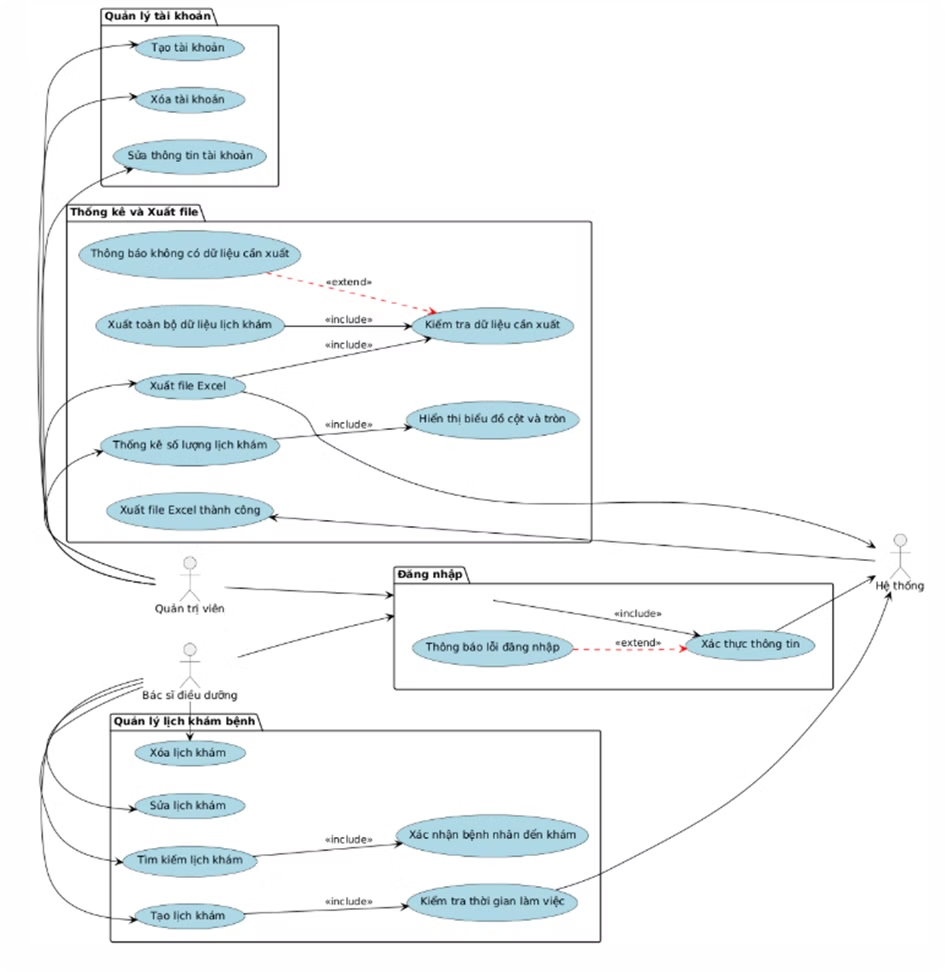 Quản lý tài khoản
Tạo tài khoản
Xóa tài khoản
Sửa thông tin tài khoản
Thống kê và Xuất file
Thông báo không có dữ liệu cần xuất
«extend»
Xuất toàn bộ dữ liệu lịch khám
«include»
Kiểm tra dữ liệu cần xuất
«include»
Xuất file Excel
Hiển thị biểu đồ cột và tròn
«include»
Thống kê số lượng lịch khám
Xuất file Excel thành công
Đăng nhập
Hệ thống
Quản trị viên
«include»
Thông báo lỗi đăng nhập
«extend»
Xác thực thông tin
Bác sĩ điều dưỡng
Quản lý lịch khám bệnh
Xóa lịch khám
Sửa lịch khám
Tìm kiếm lịch khám
«include»
Xác nhận bệnh nhân đến khám
Tạo lịch khám
«include»
Kiểm tra thời gian làm việc